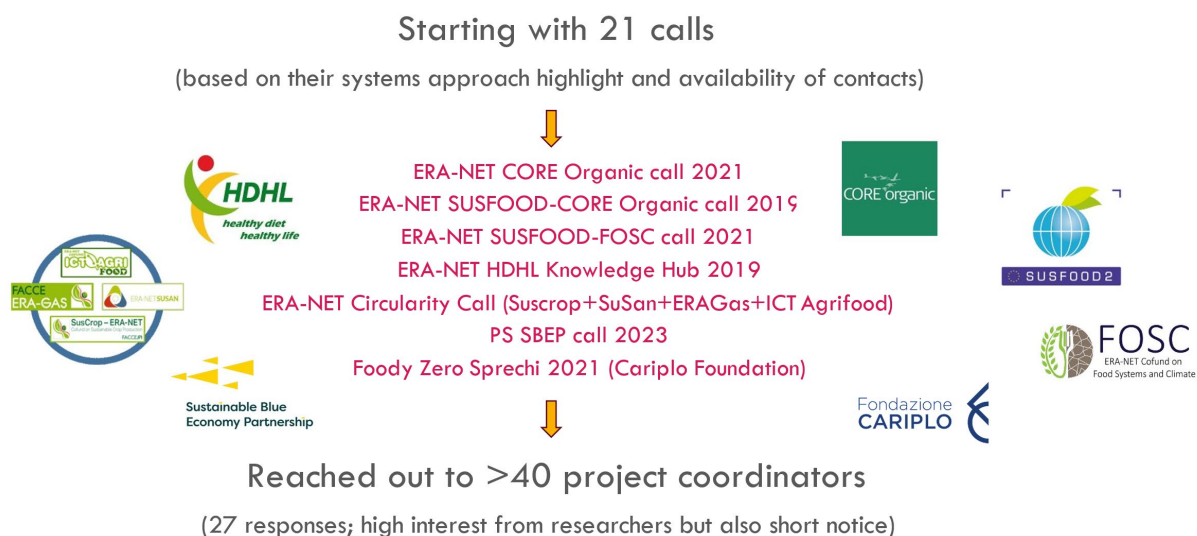 Starting with 21 calls
(based on their systems approach highlight and availability of contacts)
HDHL
healthy diet
healthy life
ICT AGRI
FOOD
FACCE
ERA-GAS
ERA-NET SUSAN
SusCrop – ERA-NET
Sustainable Blue
Economy Partnership
ERA-NET CORE Organic call 2021
ERA-NET SUSFOOD-CORE Organic call 2019
ERA-NET SUSFOOD-FOSC call 2021
ERA-NET HDHL Knowledge Hub 2019
ERA-NET Circularity Call (Suscrop+SuSan+ERAGas+ICT Agrifood)
PS SBEP call 2023
Foody Zero Sprechi 2021 (Cariplo Foundation)
CORE organic
SUSFOOD2
FOSC
ERA-NET Cofund on
Food Systems and Climate
Fondazione
CARIPLO
Reached out to >40 project coordinators
(27 responses; high interest from researchers but also short notice)